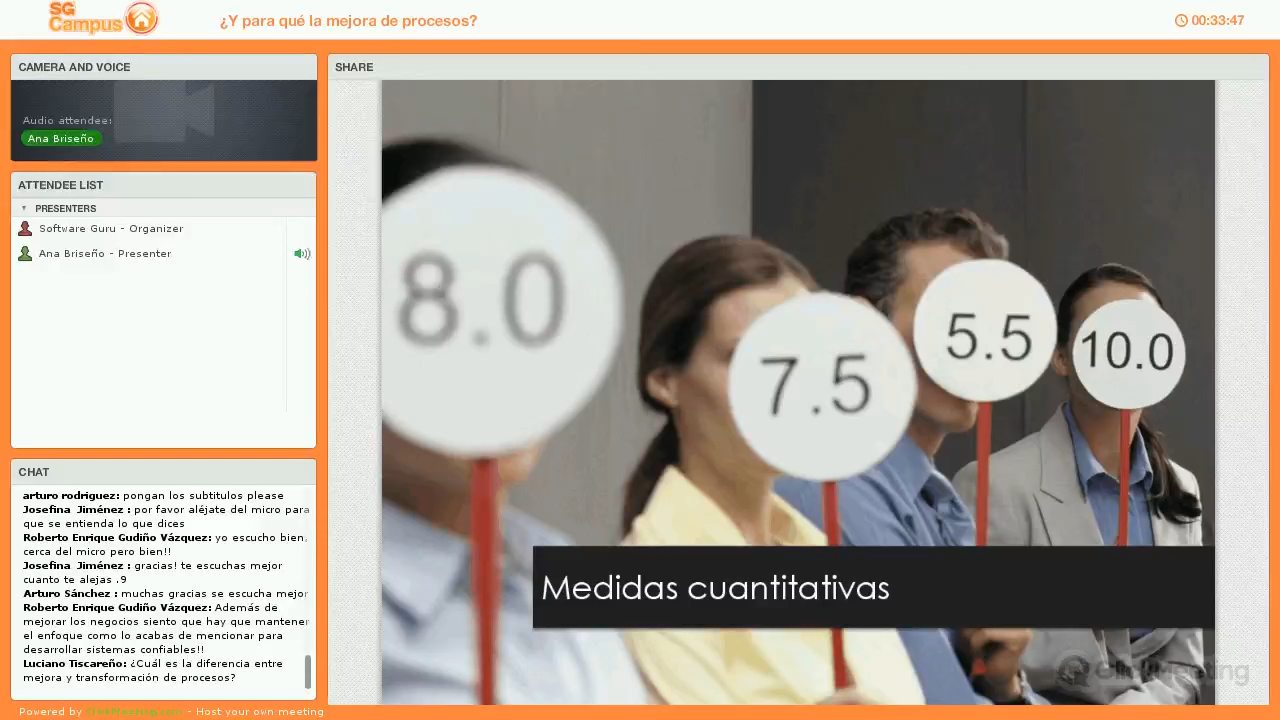 SG
Campus
¿Y para qué la mejora de procesos?
00:33:47
CAMERA AND VOICE
Audio attendees
Ana Briseño
ATTENDEE LIST
PRESENTERS
Software Guru - Organizer
Ana Briseño - Presenter
CHAT
arturo rodriguez: pongan los subtitulos please
Josefina Jiménez : por favor aléjate del micro para
que se entienda lo que dices
Roberto Enrique Gudiño Vázquez: yo escucho bien,
cerca del micro pero bien!!
Josefina Jiménez : gracias! te escuchas mejor
cuanto te alejas .9
Arturo Sánchez : muchas gracias se escucha mejor
Roberto Enrique Gudiño Vázquez: Además de
mejorar los negocios siento que hay que mantener
el enfoque como lo acabas de mencionar para
desarrollar sistemas confiables!!
Luciano Tiscareño: ¿Cuál es la diferencia entre
mejora y transformación de procesos?
Powered by ClickMeeting.com - Host your own meeting
SHARE
8.0
7.5
5.5
10.0
Medidas cuantitativas
ClickMeeting